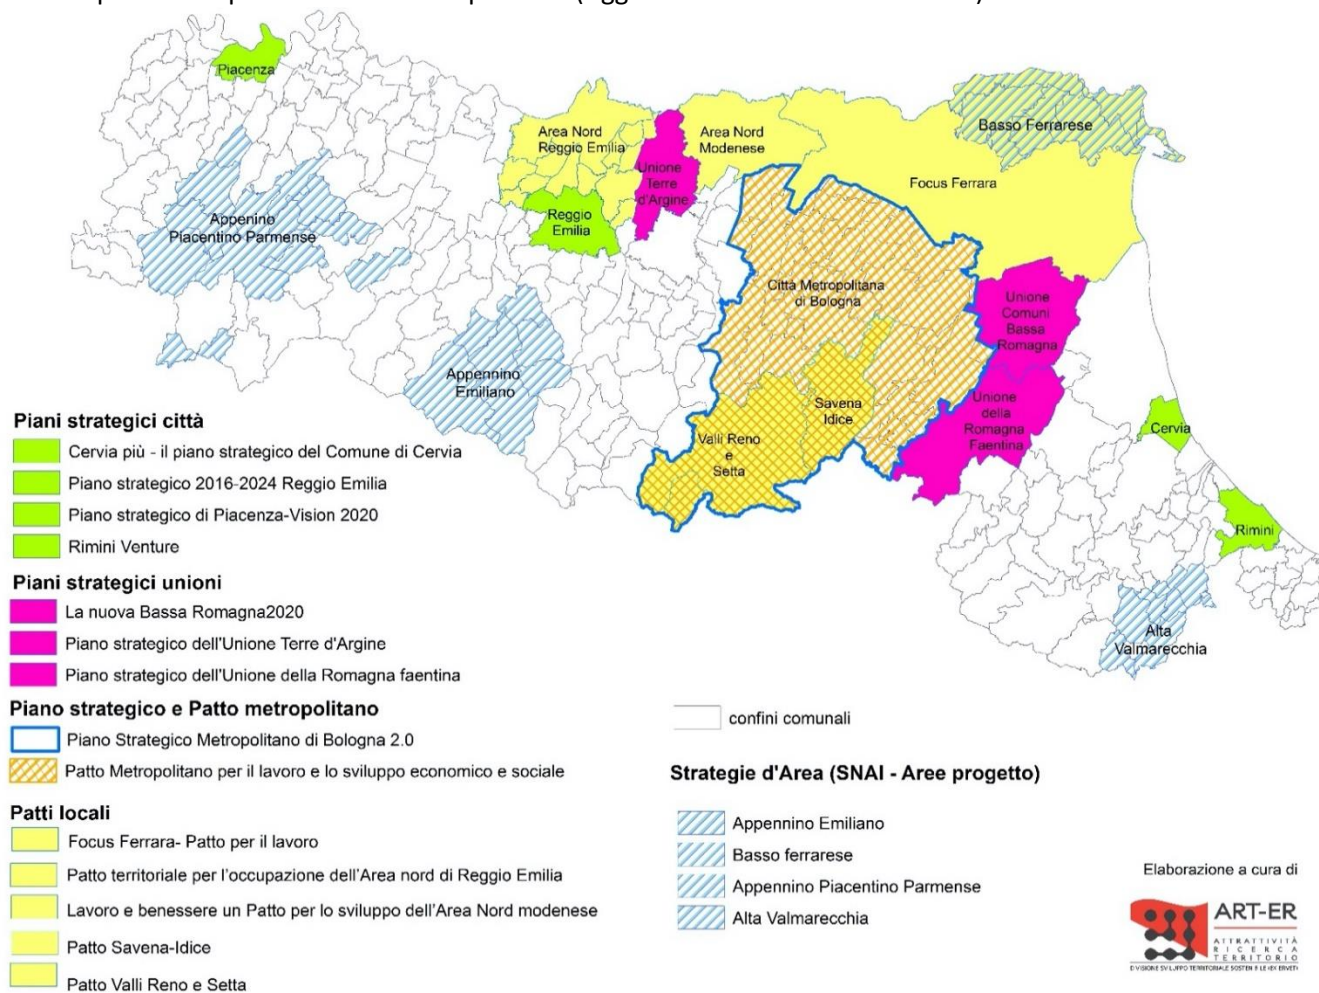 Piacenza
Area Nord
Reggio Emilia
Unione
Terre
d'Argine
Area Nord
Modenese
Basso Ferrarese
Focus Ferrara
Reggio
Emilia
Appenino
Piacentino Parmense
Città Metropolitana
di Bologna
Unione
Comuni
Bassa
Romagna
Appennino
Emiliano
Savena
Idice
Unione
della
Romagna
Faentina
Valli Reno
e
Setta
Cervia
Rimini
Alta
Valmarecchia
Piani strategici città
Cervia più - il piano strategico del Comune di Cervia
Piano strategico 2016-2024 Reggio Emilia
Piano strategico di Piacenza-Vision 2020
Rimini Venture
Piani strategici unioni
La nuova Bassa Romagna2020
Piano strategico dell'Unione Terre d'Argine
Piano strategico dell'Unione della Romagna faentina
Piano strategico e Patto metropolitano
Piano Strategico Metropolitano di Bologna 2.0
Patto Metropolitano per il lavoro e lo sviluppo economico e sociale
Patti locali
Focus Ferrara- Patto per il lavoro
Patto territoriale per l'occupazione dell'Area nord di Reggio Emilia
Lavoro e benessere un Patto per lo sviluppo dell'Area Nord modenese
Patto Savena-Idice
Patto Valli Reno e Setta
confini comunali
Strategie d'Area (SNAI - Aree progetto)
Appennino Emiliano
Basso ferrarese
Appennino Piacentino Parmense
Alta Valmarecchia
Elaborazione a cura di
ART-ER
ATTRATTIVITÀ
RICERCA
TERRITORIO